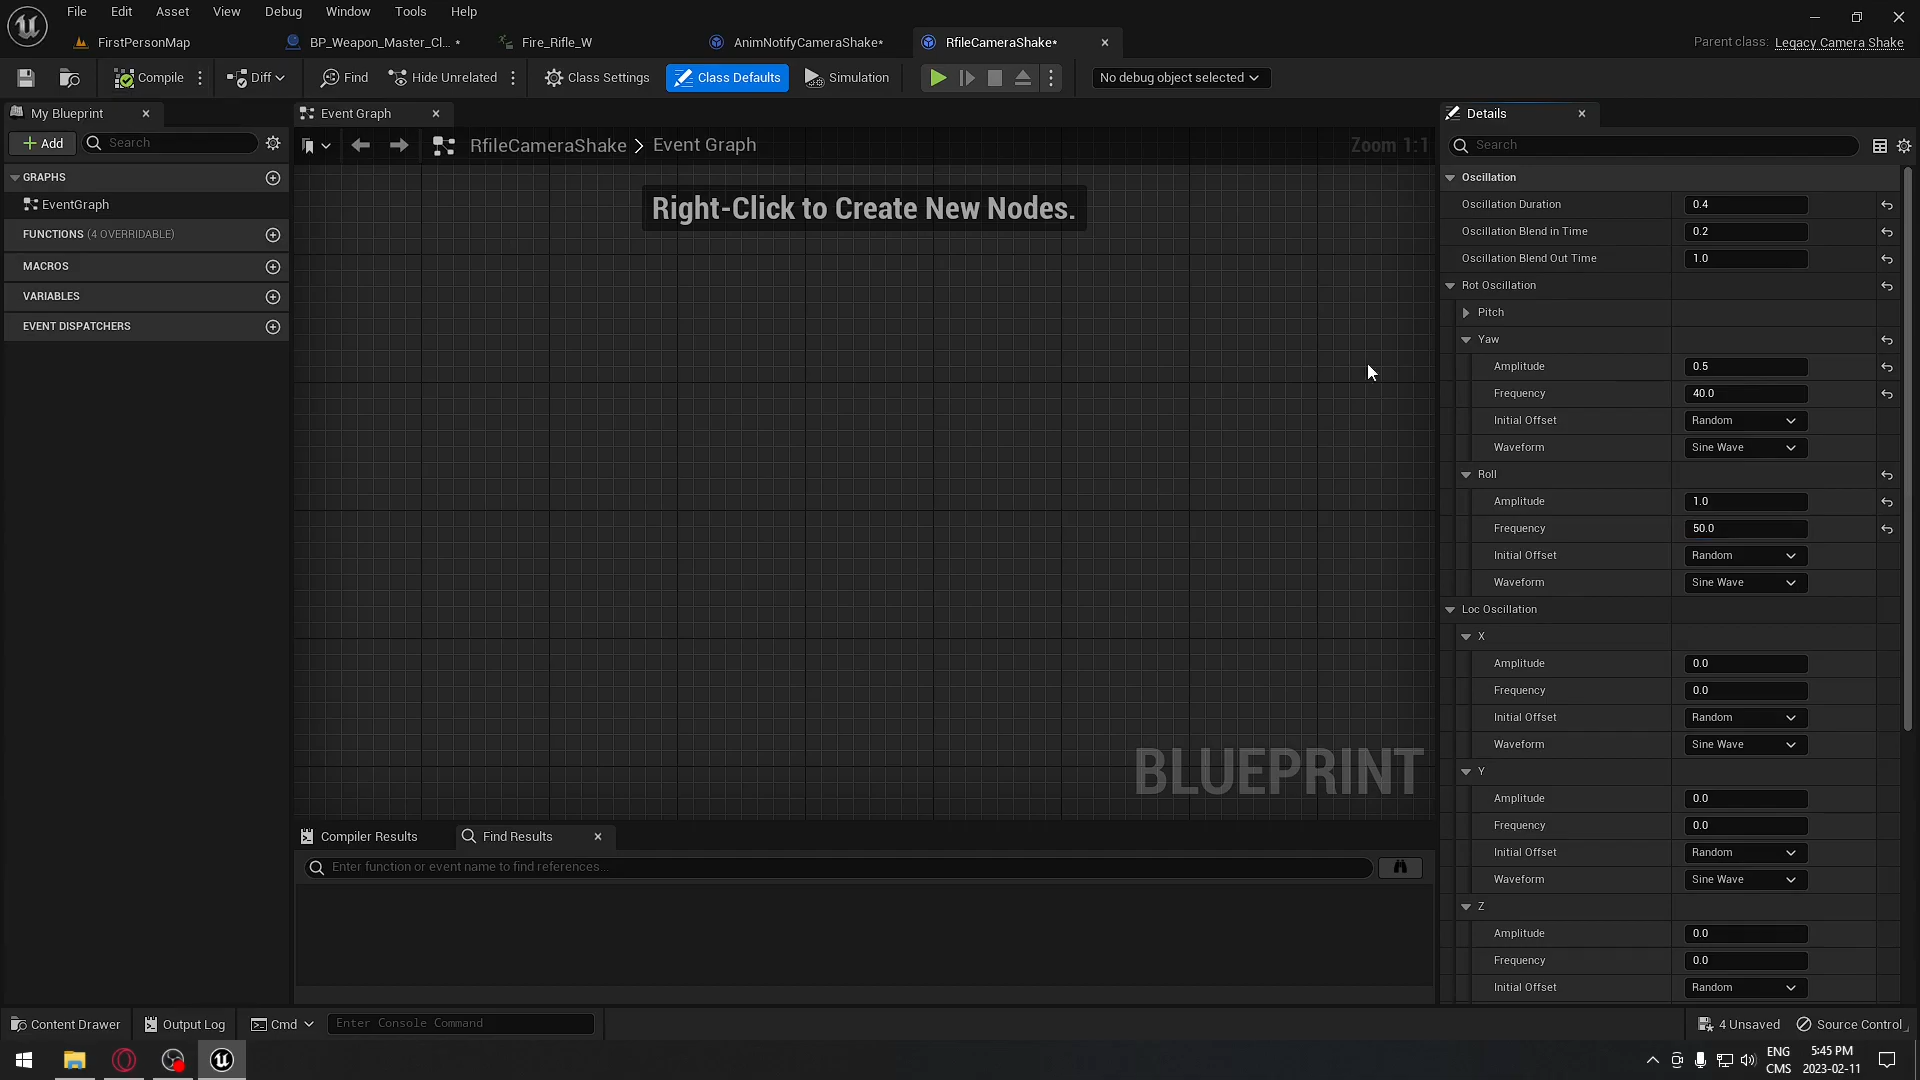 File Edit Asset View Debug Window Tools Help
FirstPersonMap
BP_Weapon_Master_Cl... *
Fire_Rifle_W
AnimNotifyCameraShake*
RfileCameraShake*
Parent class: Legacy Camera Shake
Compile
Diff
Find
Hide Unrelated
Class Settings
Class Defaults
Simulation
No debug object selected
My Blueprint
Add
Search
GRAPHS
EventGraph
FUNCTIONS (4 OVERRIDABLE)
MACROS
VARIABLES
EVENT DISPATCHERS
Event Graph
RfileCameraShake > Event Graph
Zoom 1:1
Right-Click to Create New Nodes.
BLUEPRINT
Compiler Results
Find Results
Enter function or event name to find references...
Details
Search
Oscillation
Oscillation Duration 0.4
Oscillation Blend in Time 0.2
Oscillation Blend Out Time 1.0
Rot Oscillation
Pitch
Yaw
Amplitude 0.5
Frequency 40.0
Initial Offset Random
Waveform Sine Wave
Roll
Amplitude 1.0
Frequency 50.0
Initial Offset Random
Waveform Sine Wave
Loc Oscillation
X
Amplitude 0.0
Frequency 0.0
Initial Offset Random
Waveform Sine Wave
Y
Amplitude 0.0
Frequency 0.0
Initial Offset Random
Waveform Sine Wave
Z
Amplitude 0.0
Frequency 0.0
Initial Offset Random
Content Drawer
Output Log
Cmd
Enter Console Command
4 Unsaved
Source Control
ENG
CMS
5:45 PM
2023-02-11